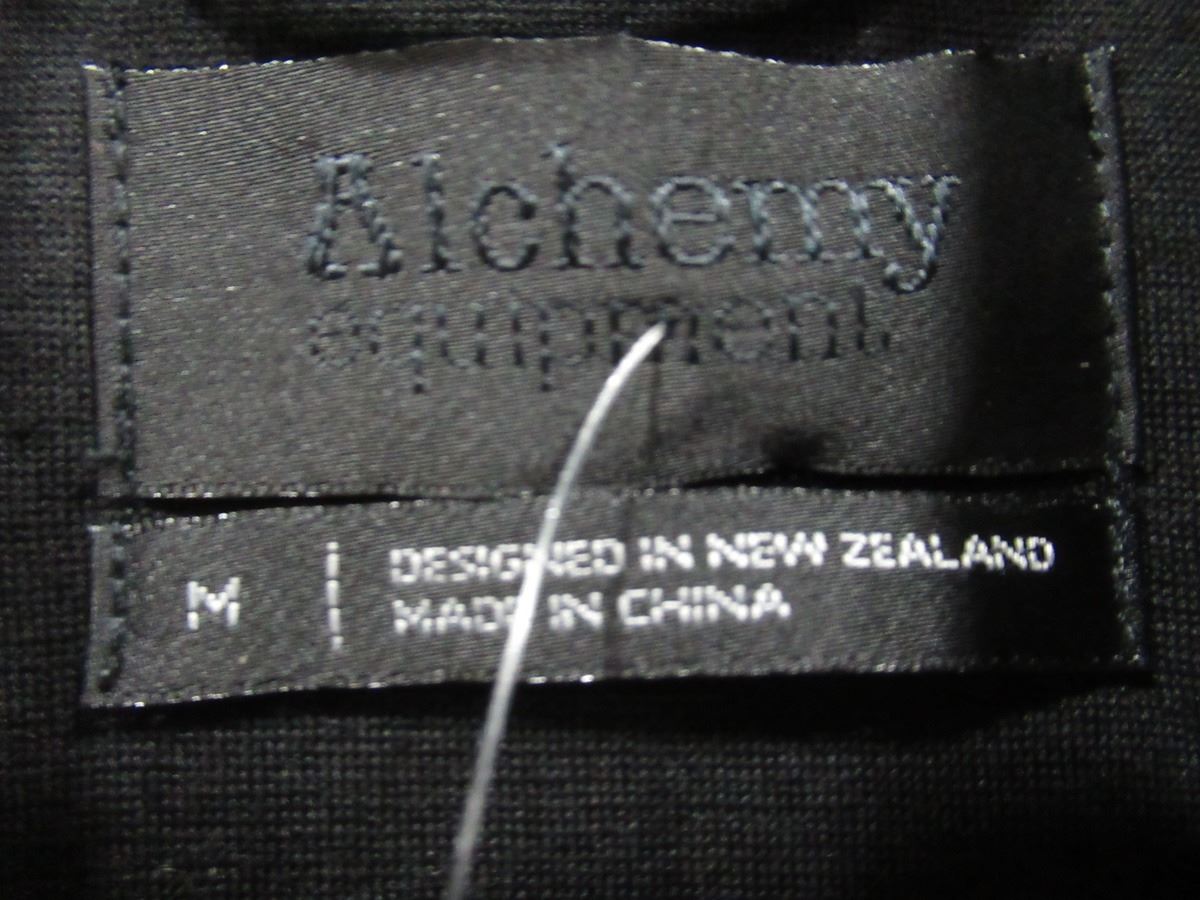 Alchemy
equipment
M
DESIGNED IN NEW ZEALAND
MADE IN CHINA